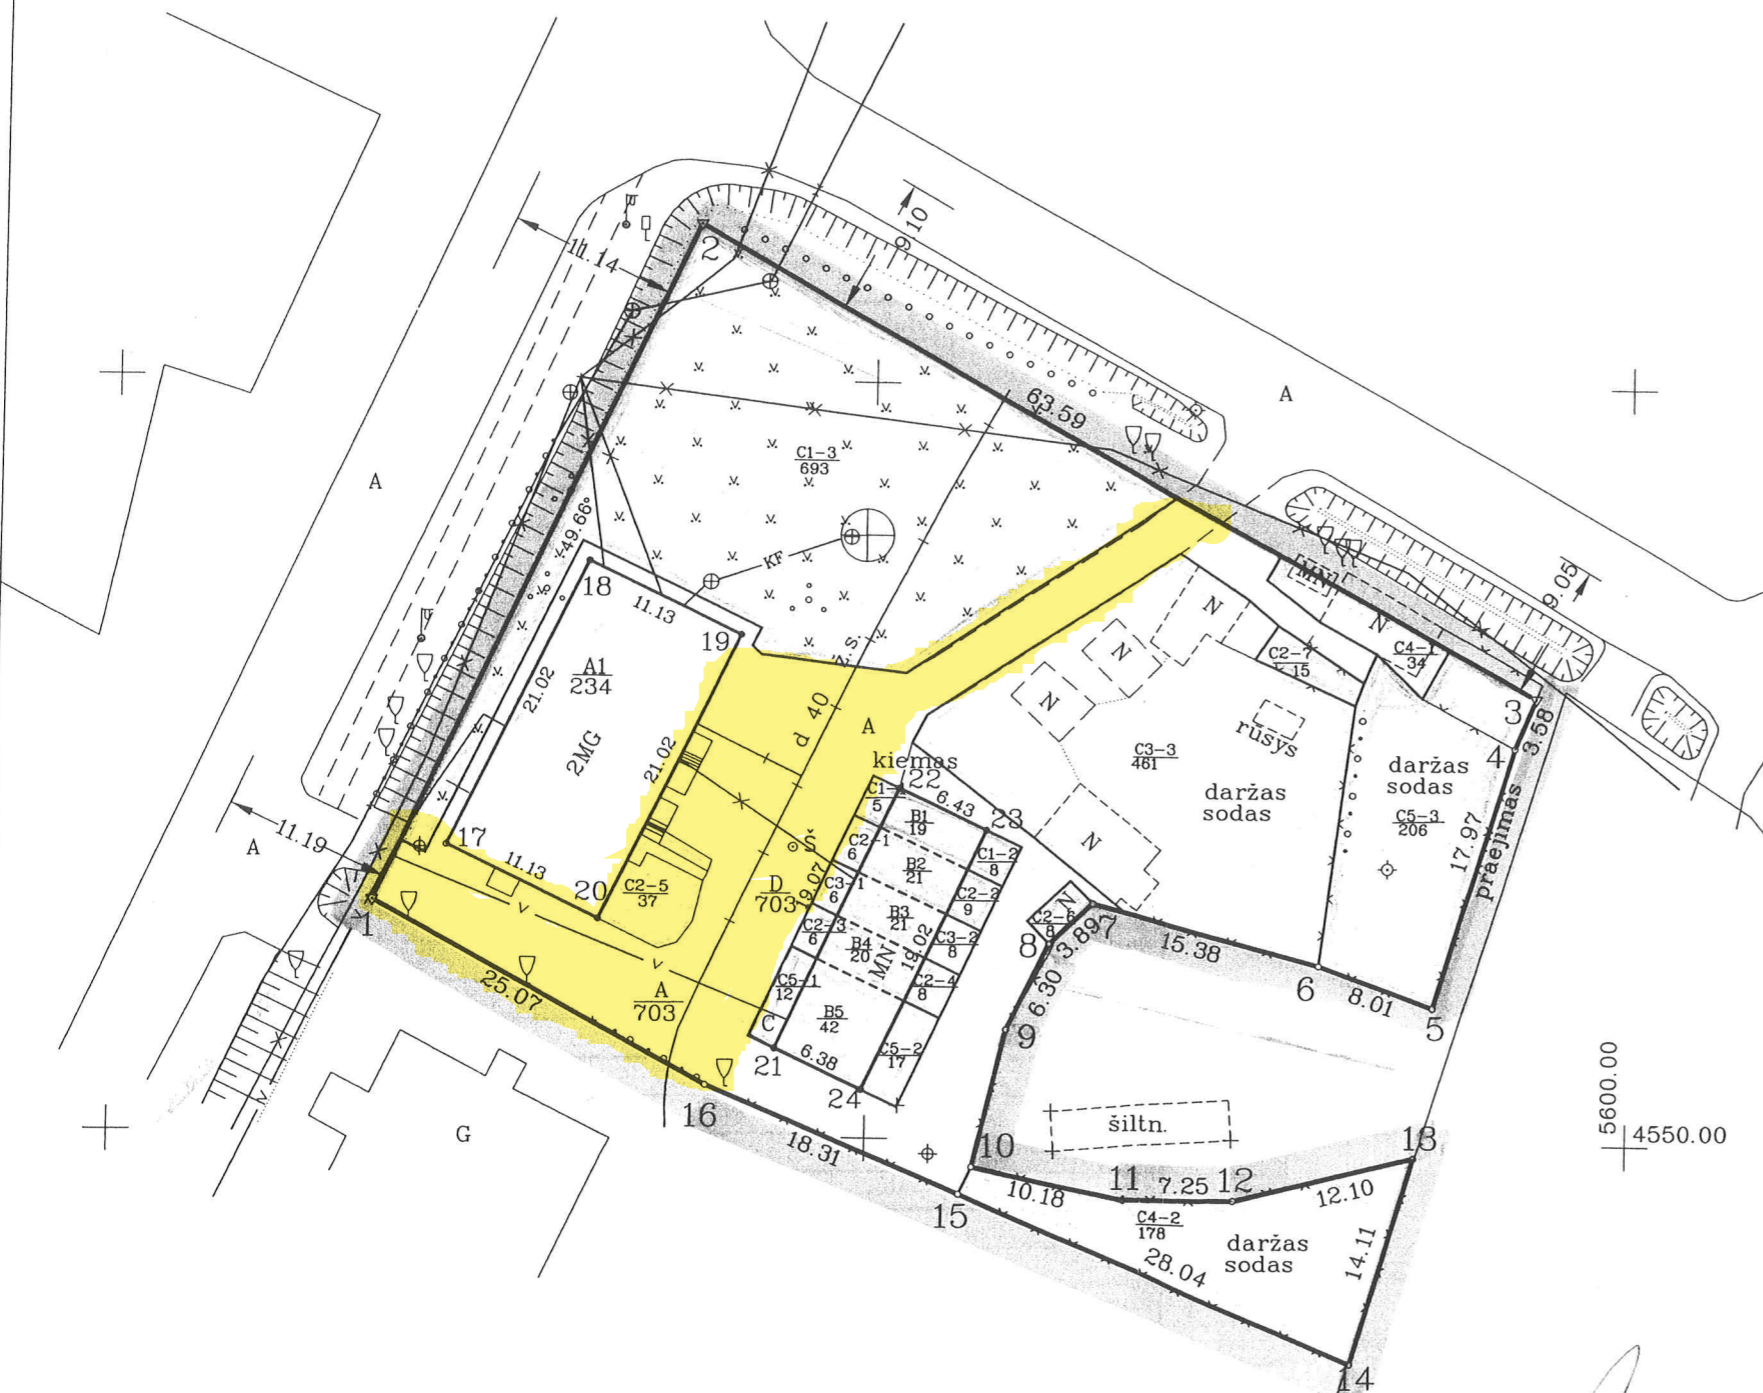 9.10
2
11.14
63.59
A
C1-3
693
A
49.66
KF
18
11.13
19
MN
N
N
9.05
N
C4-1
34
C2-7
15
N
N
3
3.58
4
A1
234
21.02
2MG
21.02
z.s.
40
d
A
kiemas
rūsys
C3-3
461
daržas
sodas
daržas
sodas
C5-3
206
praėjimas
17.97
22
6.43
23
C1-1
5
B1
19
C2-1
6
B2
21
C1-2
8
C3-1
6
B3
21
C2-2
9
C2-3
6
B4
20
MN
19.02
C3-2
8
C5-1
12
C2-4
8
B5
42
C
21
6.38
C5-2
17
24
N
11.19
A
17
11.13
20
C2-5
37
Š
19.07
D
703
1
25.07
A
703
16
N
C2-6
8
7
8
3.89
15.38
6
8.01
5
6.30
9
G
18.31
šiltn.
10
10.18
11
7.25
12
12.10
13
15
C4-2
178
daržas
sodas
28.04
14.11
14
5600.00
4550.00